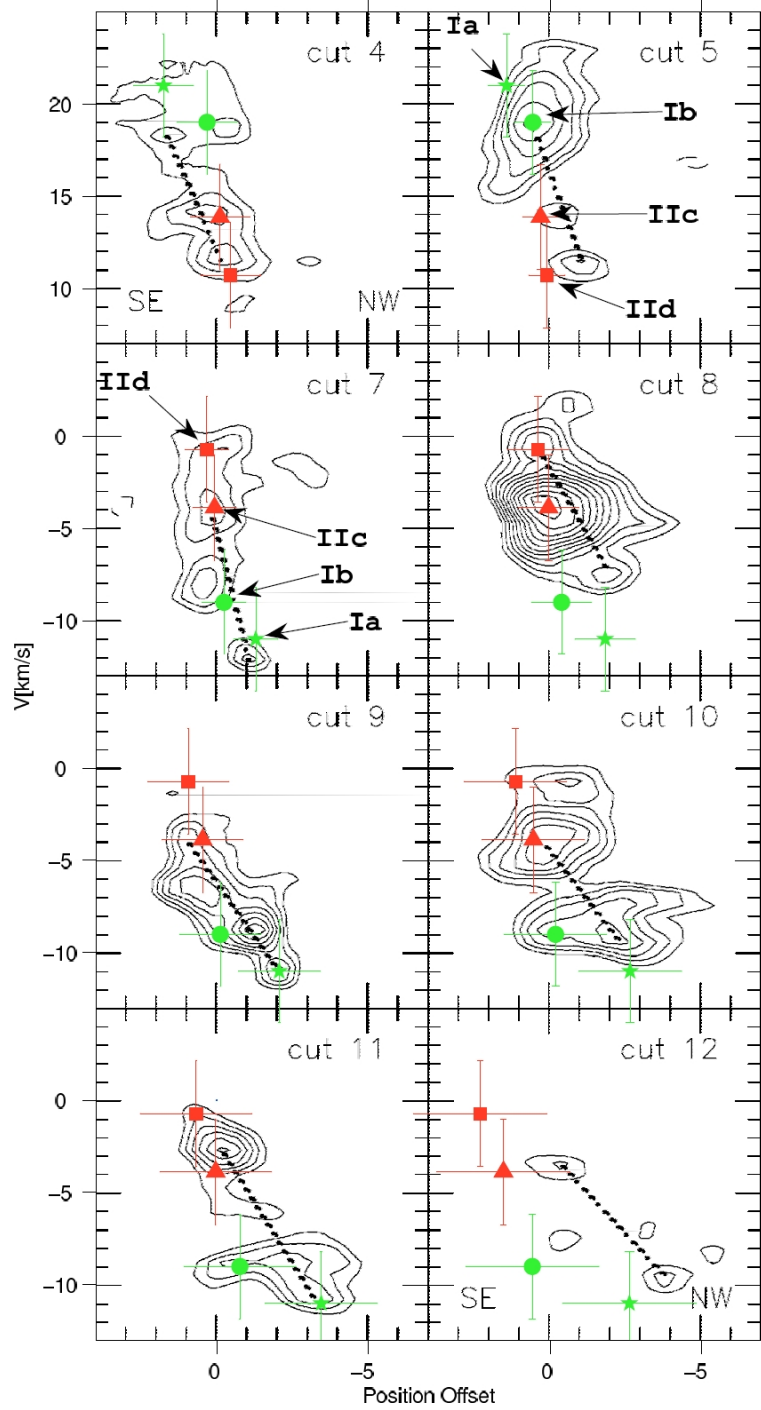 cut 4
Ia
cut 5
20
Ib
15
IIc
10
SE
NW
IId
IId
cut 7
cut 8
0
-5
IIc
Ib
-10
Ia
V[km/s]
cut 9
cut 10
0
-5
-10
cut 11
cut 12
0
-5
-10
SE
NW
0
-5
0
-5
Position Offset